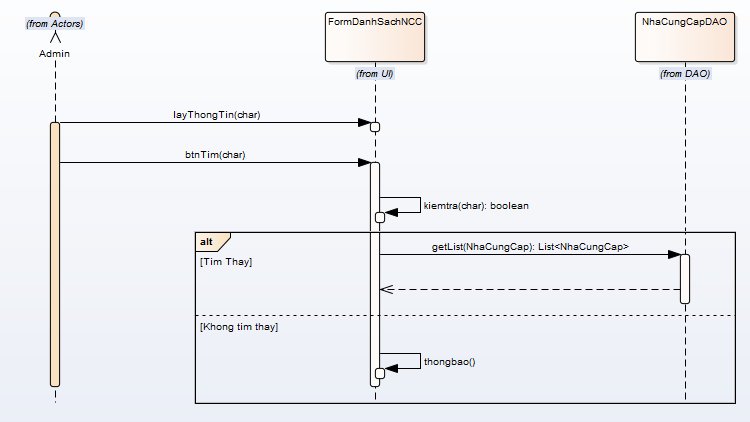 (from Actors)
Admin
FormDanhSachNCC
(from UI)
NhaCungCapDAO
(from DAO)
layThongTin(char)
btnTim(char)
kiemtra(char): boolean
alt
getList(NhaCungCap): List<NhaCungCap>
[Tim Thay]
[Khong tim thay]
thongbao()